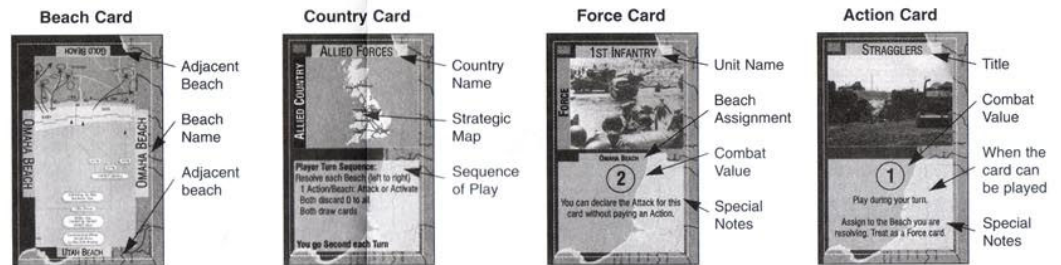 Beach Card
GOLD BEACH
OMAHA BEACH
OMAHA BEACH
UTAH BEACH
Adjacent
Beach
Beach
Name
Adjacent
beach
Country Card
ALLIED FORCES
ALLIED COUNTRY
Player Turn Sequence:
Resolve each Beach (left to right)
1 Action/Beach: Attack or Activate
Both discard 0 to all
Both draw cards
You go Second each Turn
Country
Name
Strategic
Map
Sequence
of Play
Force Card
1ST INFANTRY
FORCE
OMAHA BEACH
2
You can declare the Attack for this
card without paying an Action.
Unit Name
Beach
Assignment
Combat
Value
Special
Notes
Action Card
STRAGGLERS
1
Play during your turn.
Assign to the Beach you are
resolving. Treat as a Force card.
Title
Combat
Value
When the
card can
be played
Special
Notes